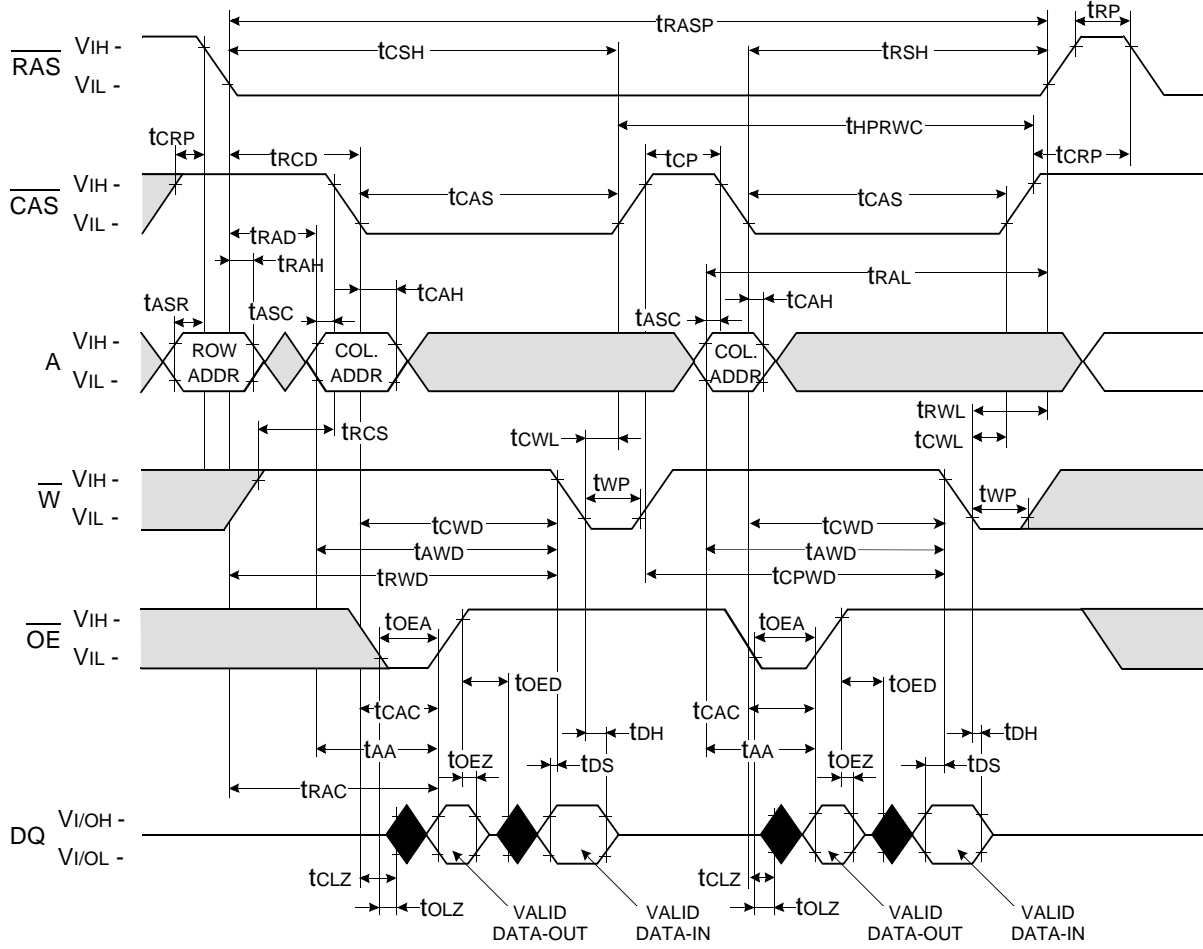 tRASP
tRP
RAS
VIH -
VIL -
tCSH
tRSH
tHPRWC
tCRP
tRCD
tCP
tCRP
CAS
VIH -
VIL -
tCAS
tCAS
tRAD
tRAH
tRAL
tASR
tASC
tCAH
tASC
tCAH
A
VIH -
VIL -
ROW
ADDR
COL.
ADDR
COL.
ADDR
tRWL
tRCS
tCWL
tCWL
W
VIH -
VIL -
tWP
tWP
tCWD
tCWD
tAWD
tAWD
tRWD
tCPWD
OE
VIH -
VIL -
tOEA
tOEA
tOED
tOED
tCAC
tCAC
tDH
tDH
tAA
tOEZ
tDS
tAA
tOEZ
tDS
tRAC
DQ
VI/OH -
VI/OL -
tCLZ
tCLZ
tOLZ
tOLZ
VALID
DATA-OUT
VALID
DATA-IN
VALID
DATA-OUT
VALID
DATA-IN